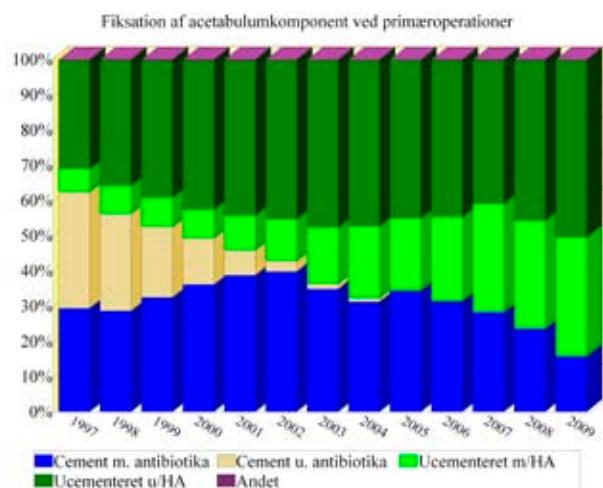 Fiksation af acetabulumkomponent ved primæroperationer
100%
90%
80%
70%
60%
50%
40%
30%
20%
10%
0%
1997 1998 1999 2000 2001 2002 2003 2004 2005 2006 2007 2008 2009
Cement m. antibiotika Cement u. antibiotika Ucementeret m/HA
Ucementeret u/HA Andet